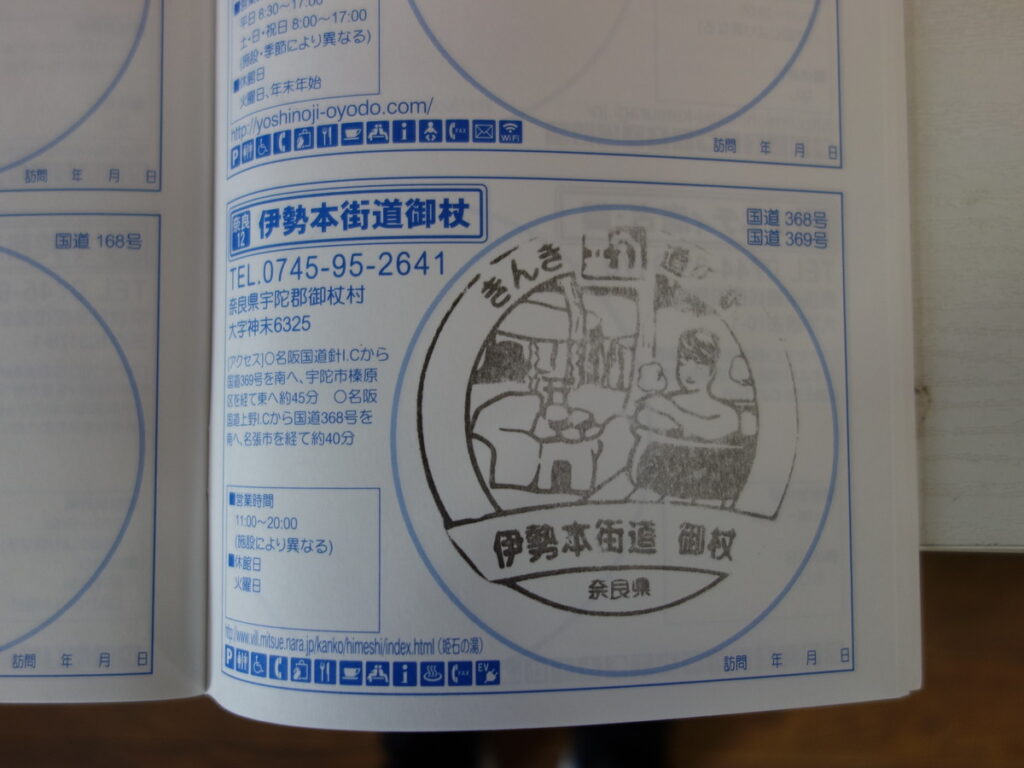 平日 8:30〜17:00
土・日・祝日 8:00〜17:00
(施設・季節により異なる)
■休館日
火曜日、年末年始
http://yoshinoji-oyodo.com/
訪問 年 月 日
訪問 年 月 日
国道 168号
訪問 年 月 日
奈良
12
伊勢本街道御杖
国道 368号
国道 369号
TEL.0745-95-2641
奈良県宇陀郡御杖村
大字神末6325
[アクセス]○名阪国道針I.Cから
国道369号を南へ、宇陀市榛原
区を経て東へ約45分 ○名阪
国道上野I.Cから国道368号を
南へ、名張市を経て約40分
■営業時間
11:00〜20:00
(施設により異なる)
■休館日
火曜日
http://www.vill.mitsue.nara.jp/kanko/himeshi/index.html (姫石の湯)
P FAX EV
訪問 年 月 日
きんき 道の
伊勢本街道 御杖
奈良県